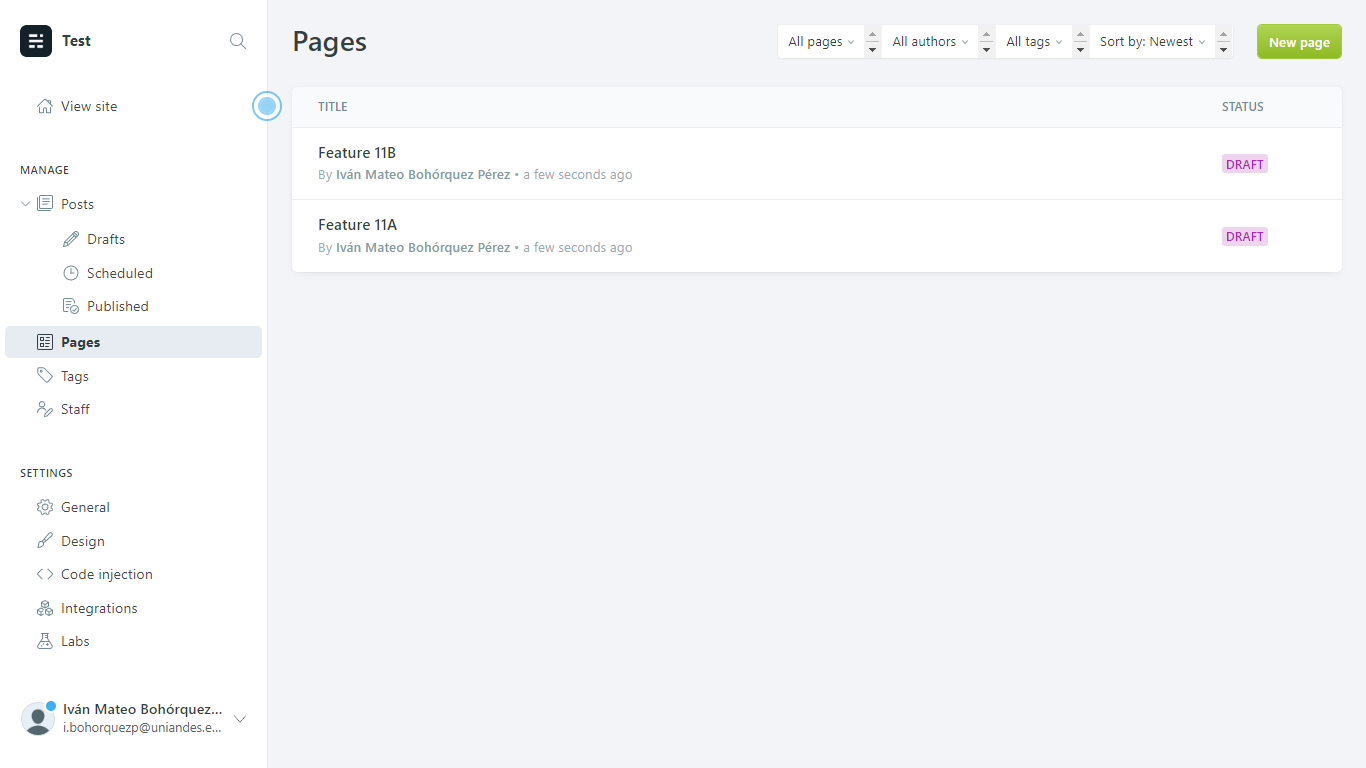 Test
View site
MANAGE
Posts
Drafts
Scheduled
Published
Pages
Tags
Staff
SETTINGS
General
Design
Code injection
Integrations
Labs
Iván Mateo Bohórquez...
i.bohorquezp@uniandes.e...
Pages
All pages All authors All tags Sort by: Newest New page
TITLE STATUS
Feature 11B
By Iván Mateo Bohórquez Pérez • a few seconds ago
DRAFT
Feature 11A
By Iván Mateo Bohórquez Pérez • a few seconds ago
DRAFT